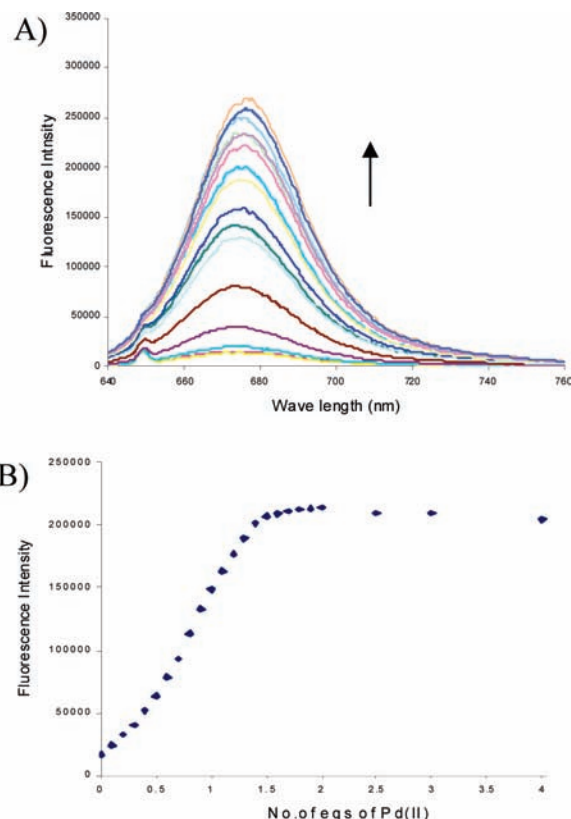 A)
350000
300000
250000
200000
150000
100000
50000
0
Fluorescence Intnsity
640 660 680 700 720 740 760
Wave length (nm)
B)
250000
200000
150000
100000
50000
0
Fluorescence Intensity
0 0.5 1 1.5 2 2.5 3 3.5 4
No.of eqs of Pd(II)